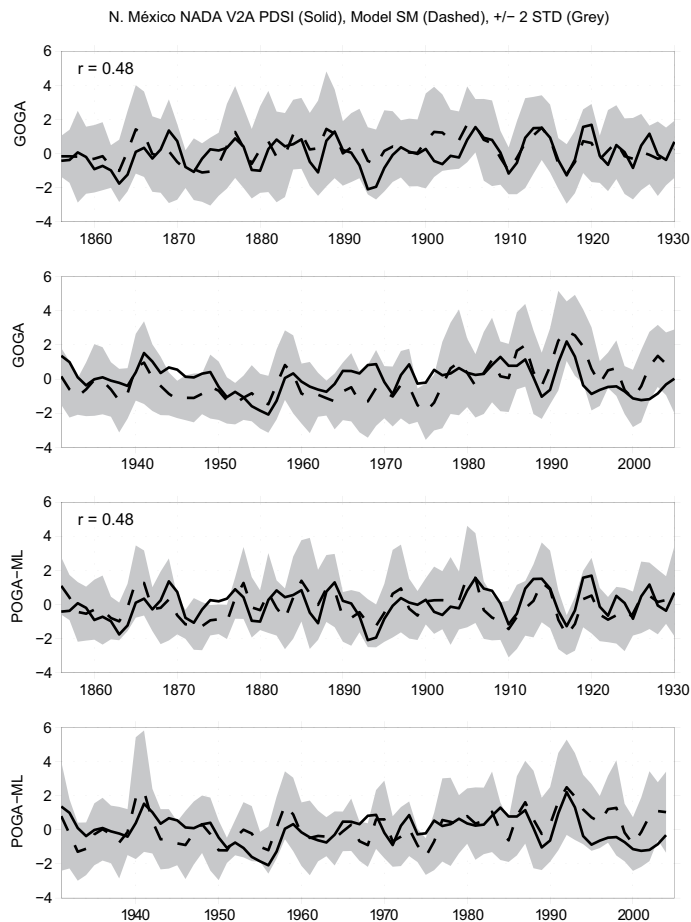 N. México NADA V2A PDSI (Solid), Model SM (Dashed), +/− 2 STD (Grey)
6
r = 0.48
4
2
GOGA
0
−2
−4
1860 1870 1880 1890 1900 1910 1920 1930
6
4
2
GOGA
0
−2
−4
1940 1950 1960 1970 1980 1990 2000
6
r = 0.48
4
2
POGA−ML
0
−2
−4
1860 1870 1880 1890 1900 1910 1920 1930
6
4
2
POGA−ML
0
−2
−4
1940 1950 1960 1970 1980 1990 2000